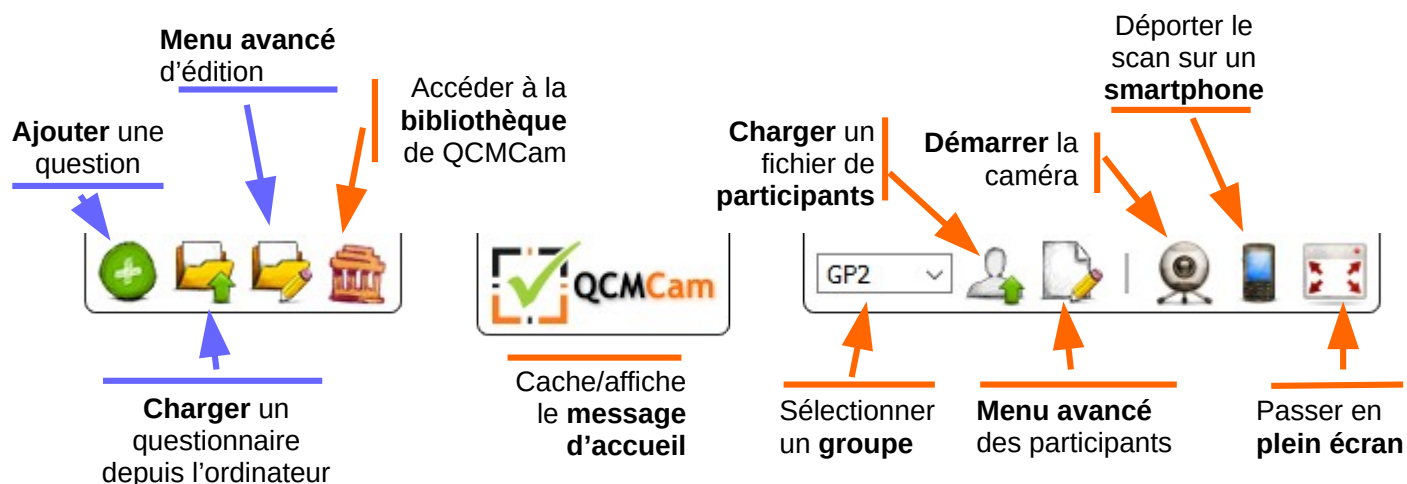 Menu avancé
d’édition
Ajouter une
question
Accéder à la
bibliothèque
de QCMCam
Charger un
fichier de
participants
Démarrer la
caméra
Déporter le
scan sur un
smartphone
QCMCam
GP2
Charger un
questionnaire
depuis l’ordinateur
Cache/affiche
le message
d’accueil
Sélectionner
un groupe
Menu avancé
des participants
Passer en
plein écran